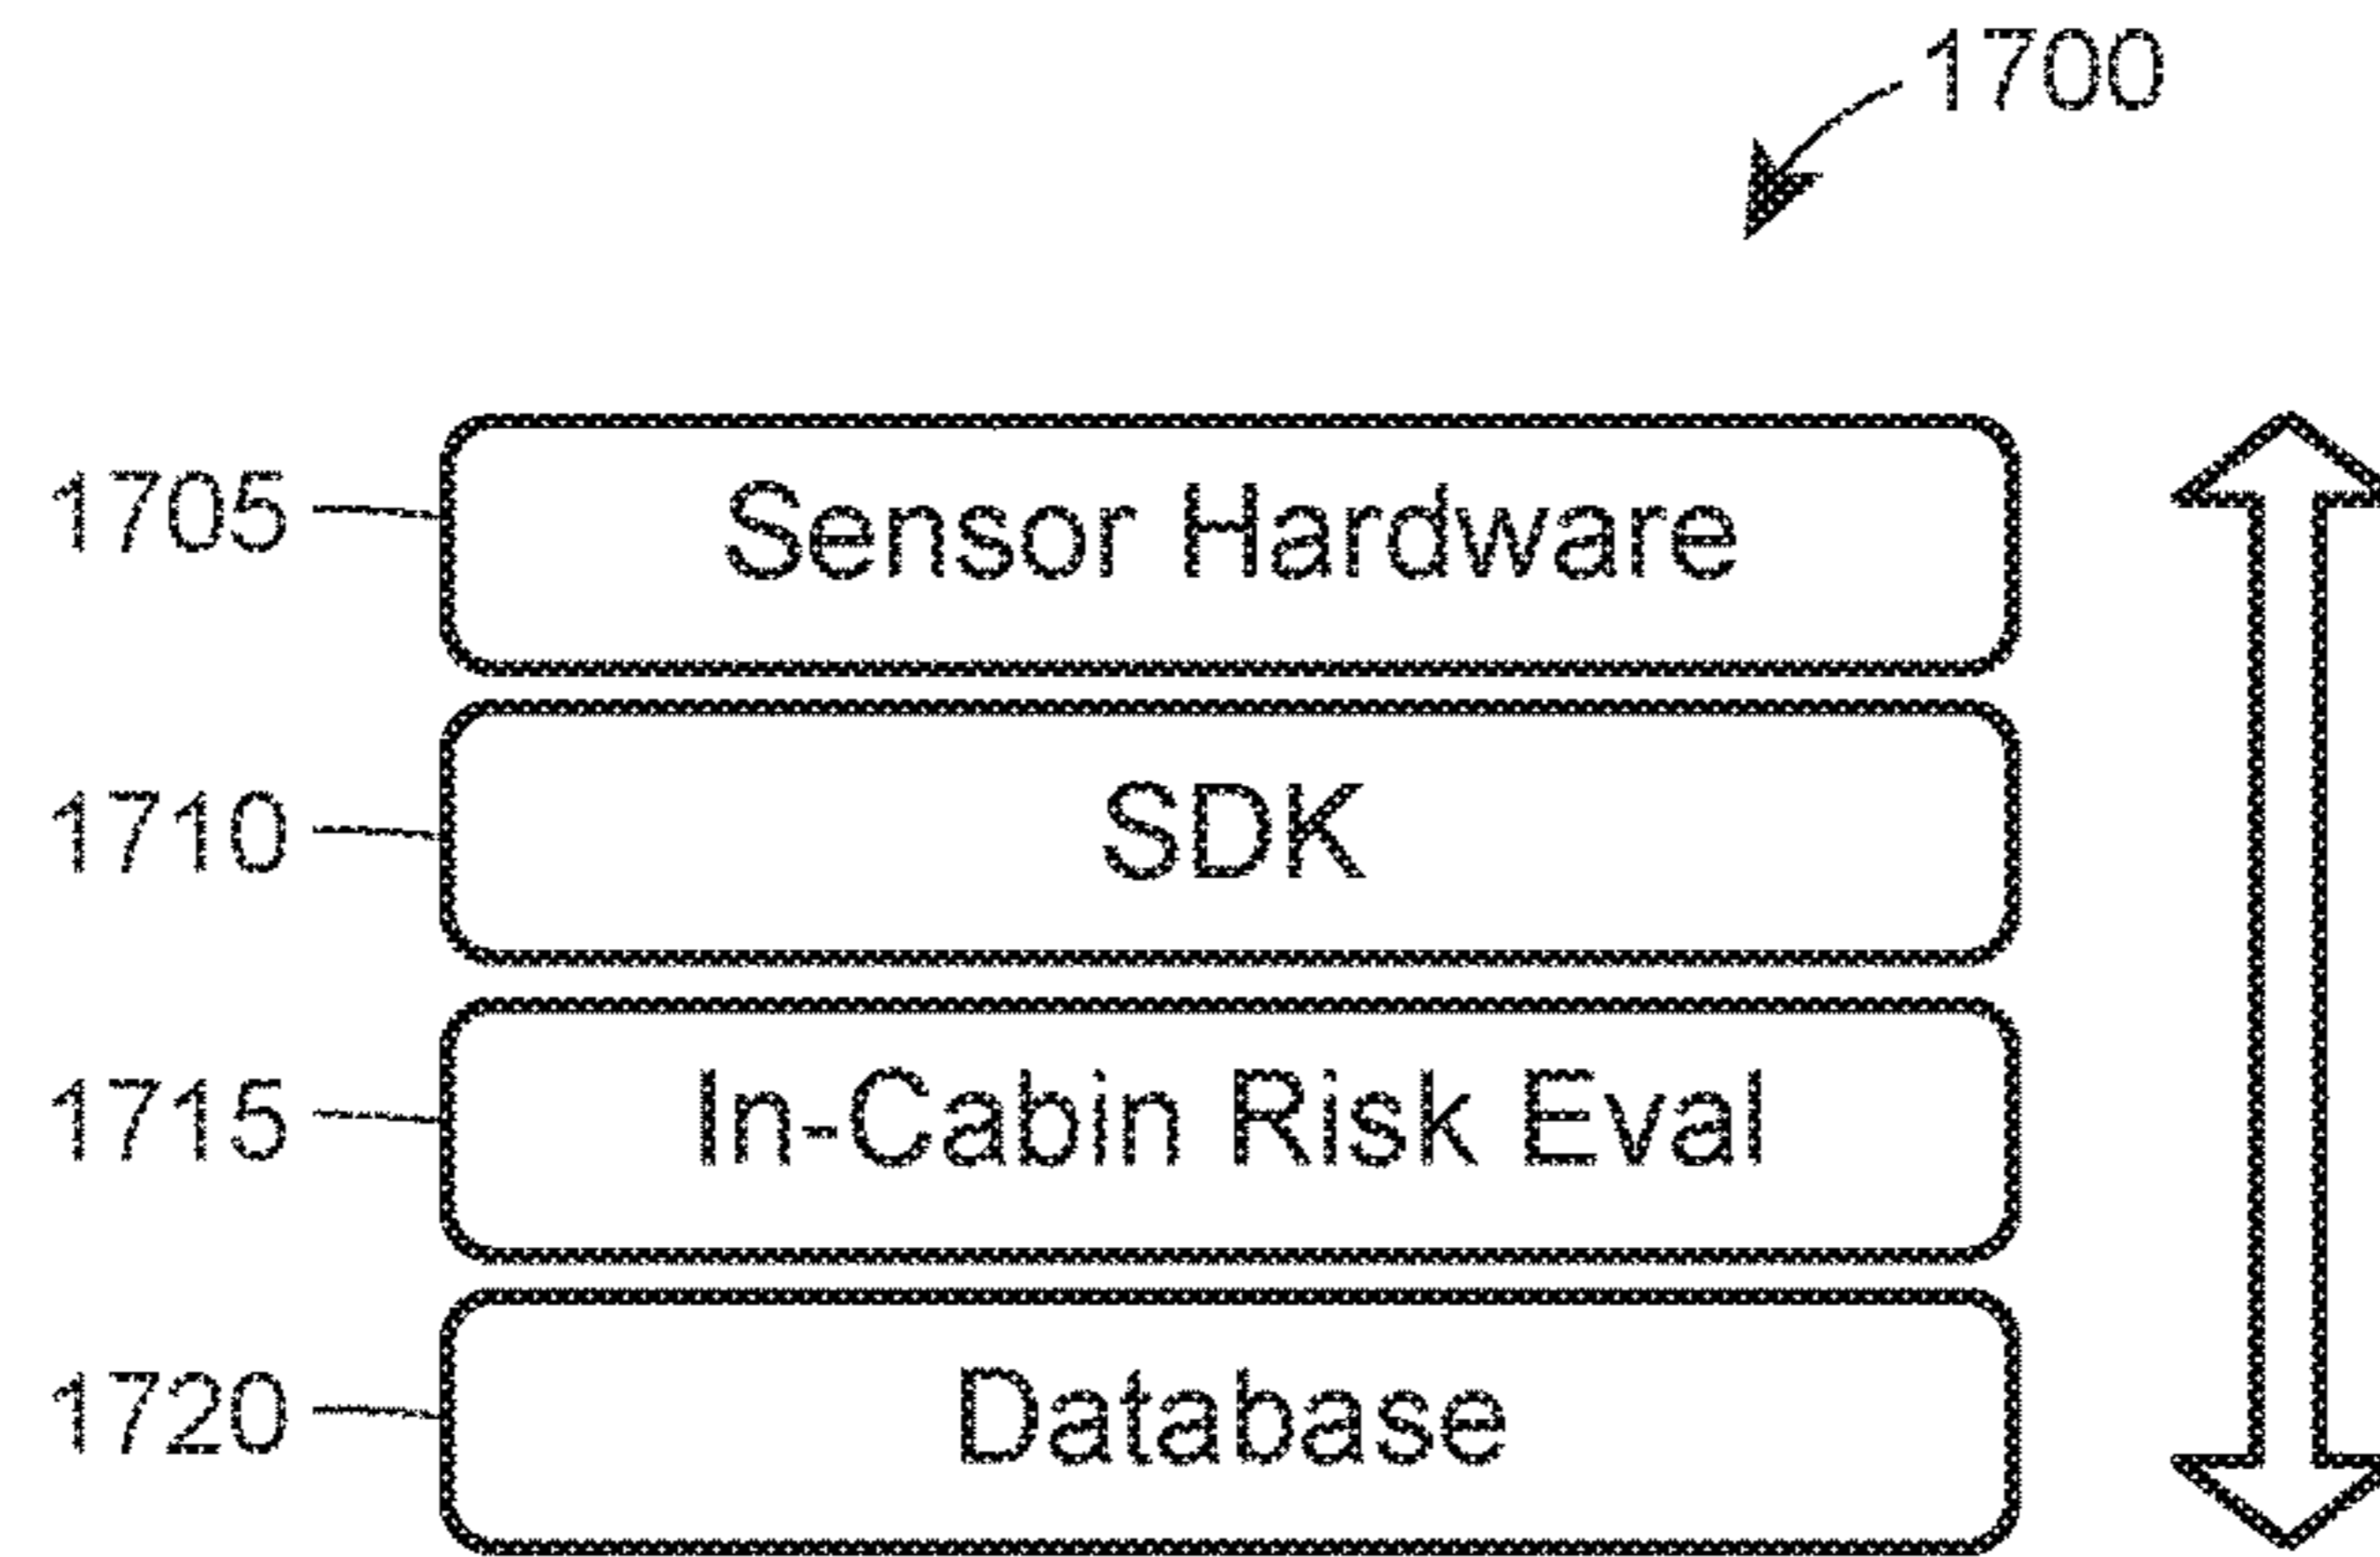 1700
1705 Sensor Hardware
1710 SDK
1715 In-Cabin Risk Eval
1720 Database